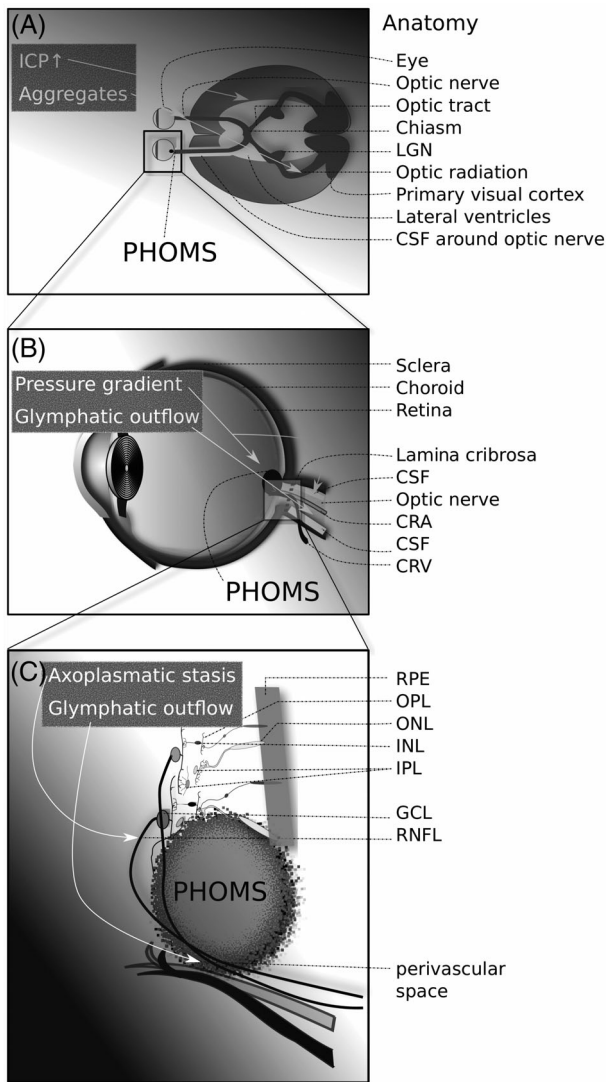 (A)
Anatomy
ICP↑
Aggregates
Eye
Optic nerve
Optic tract
Chiasm
LGN
Optic radiation
Primary visual cortex
Lateral ventricles
CSF around optic nerve
PHOMS
(B)
Pressure gradient
Glymphatic outflow
Sclera
Choroid
Retina
Lamina cribrosa
CSF
Optic nerve
CRA
CSF
CRV
PHOMS
(C)
Axoplasmatic stasis
Glymphatic outflow
RPE
OPL
ONL
INL
IPL
GCL
RNFL
PHOMS
perivascular
space